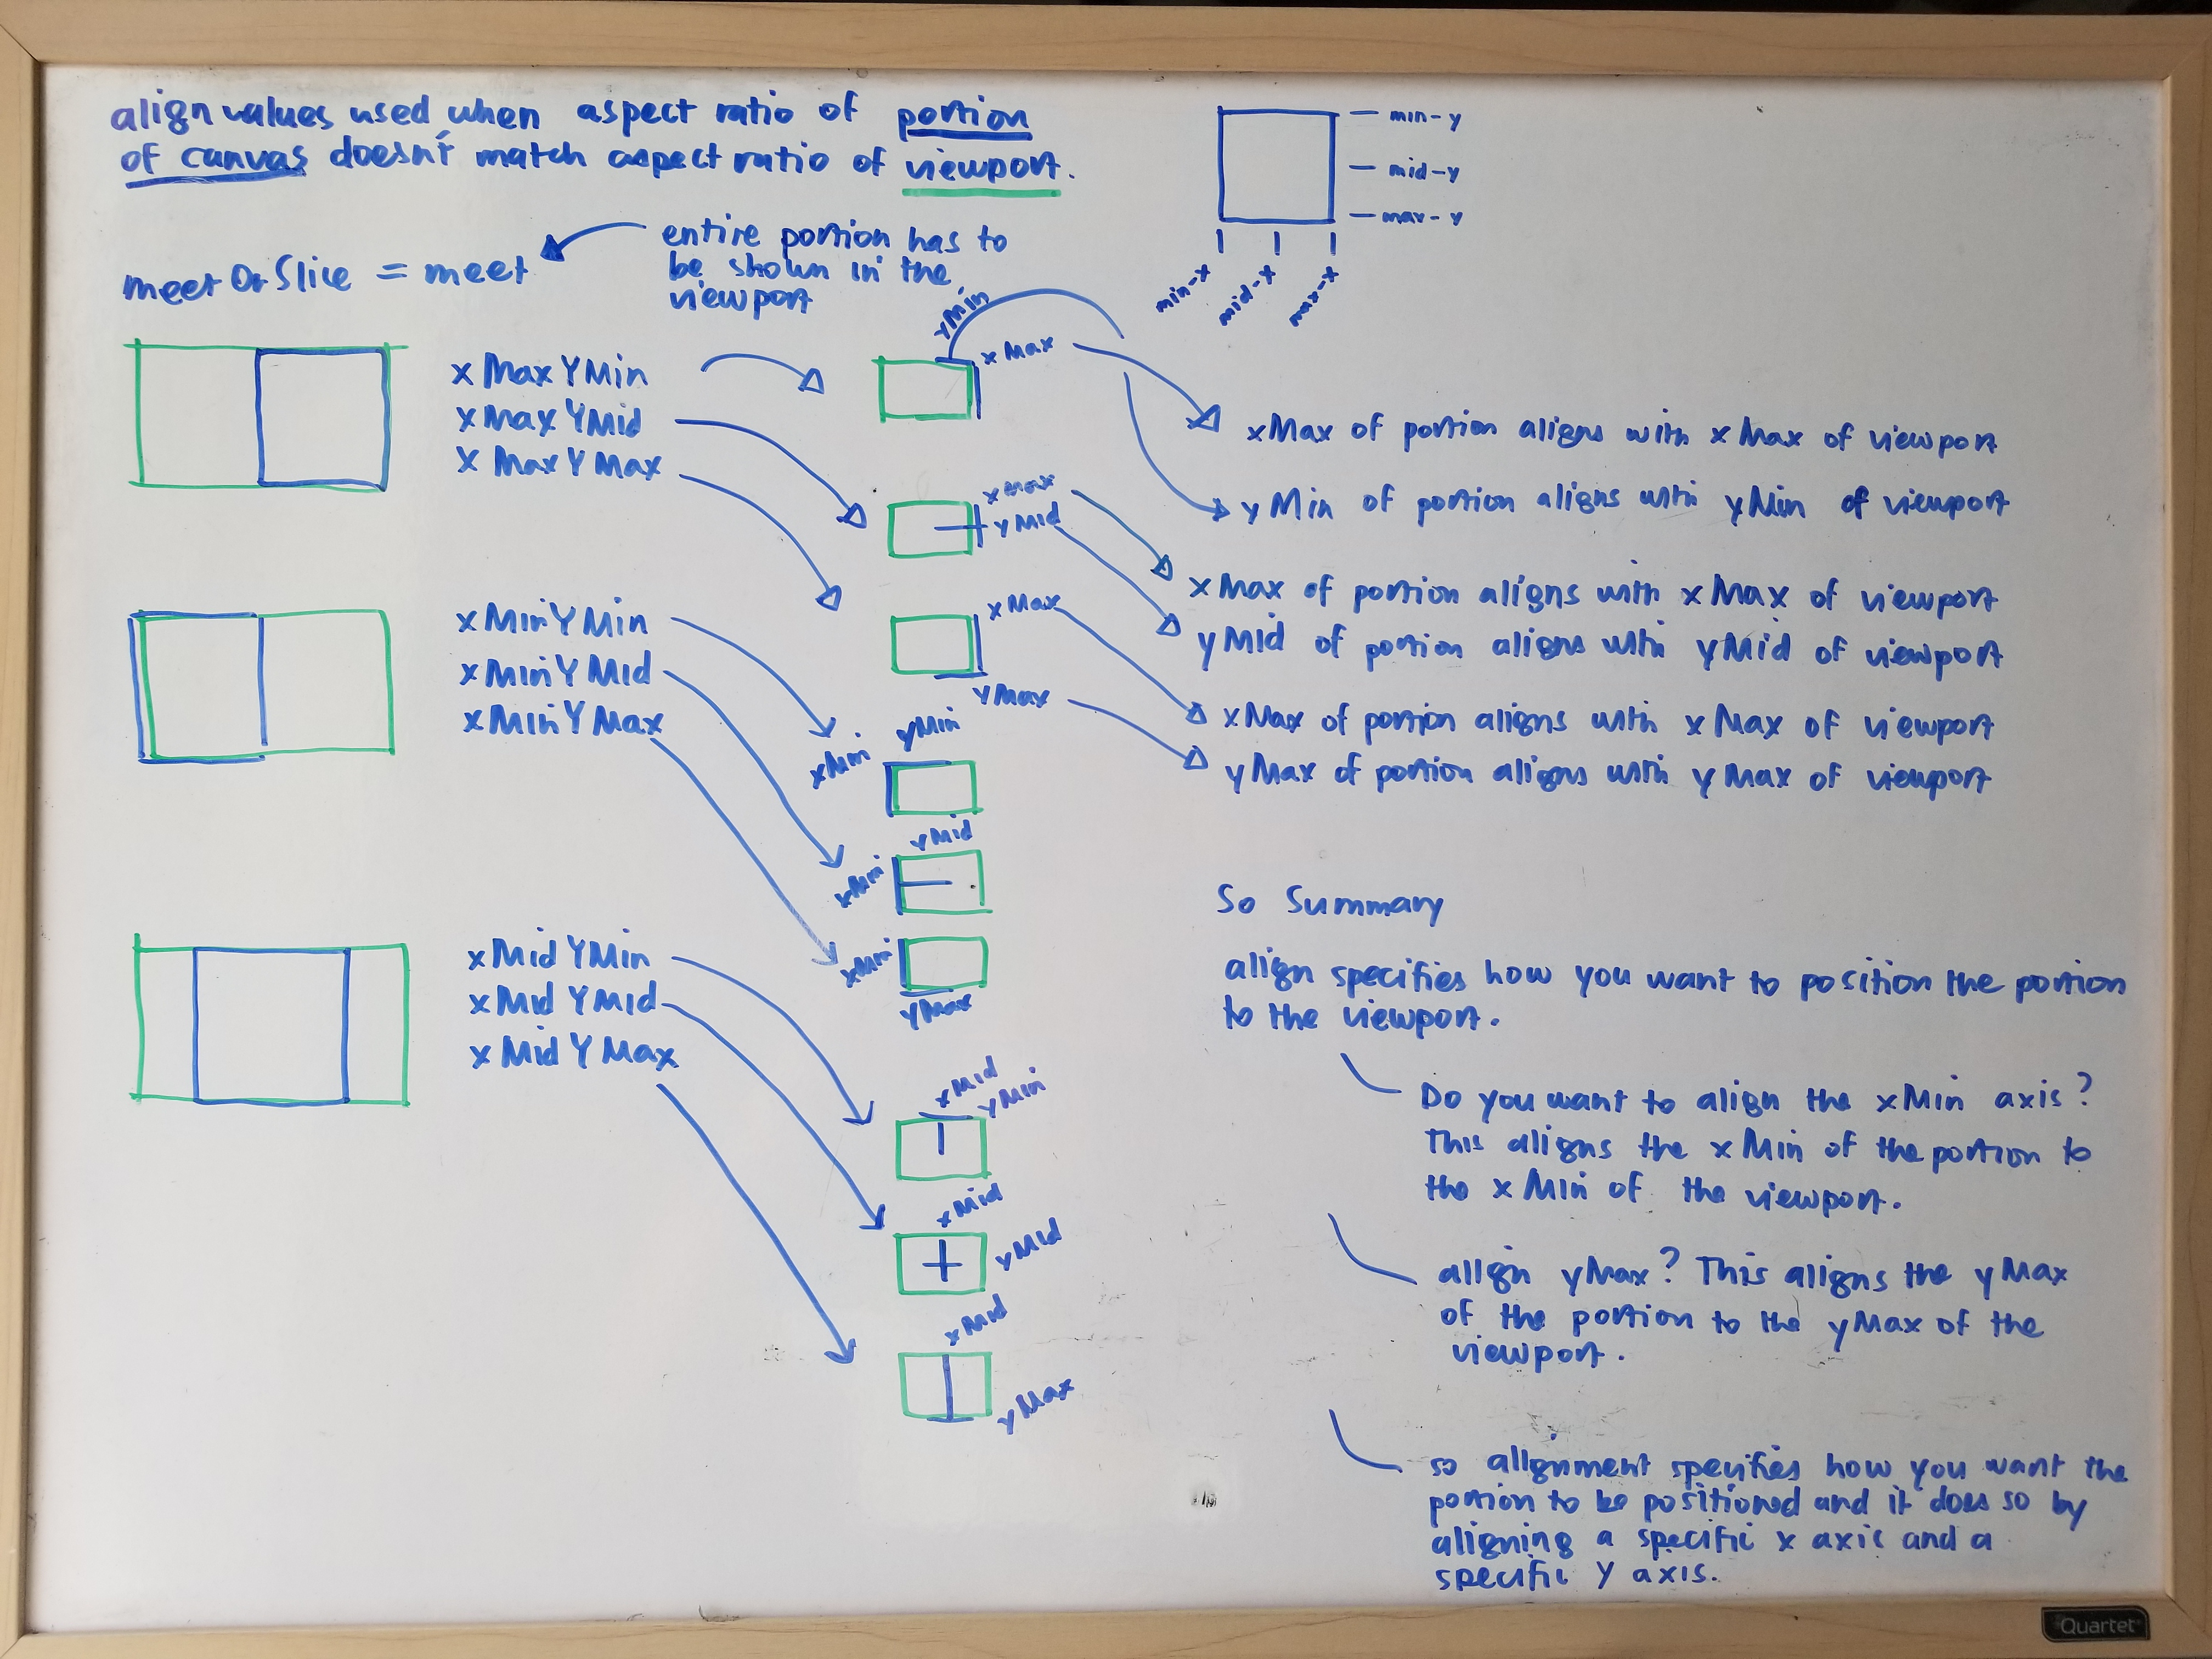 align values used, when aspect ratio of portion
of canvas doesn't match aspect ratio of viewport.
min-y
mid-y
max-y
min-x
mid-x
max-x
meetOrSlice = meet
entire portion has to
be shown in the
viewport
xMaxYMin
xMaxYMid
xMaxYMax
yMin
xMax
xMax
yMid
xMax
yMax
xMax of portion aligns with xMax of viewport
yMin of portion aligns with yMin of viewport
xMax of portion aligns with xMax of viewport
yMid of portion aligns with yMid of viewport
xMax of portion aligns with xMax of viewport
yMax of portion aligns with yMax of viewport
xMinYMin
xMinYMid
xMinYMax
yMin
xMin
yMid
xMin
xMin
yMax
xMidYMin
xMidYMid
xMidYMax
xMid
yMin
xMid
yMid
xMid
yMax
So Summary
align specifies how you want to position the portion
to the viewport.
Do you want to align the xMin axis?
This aligns the xMin of the portion to
the xMin of the viewport.
align yMax? This aligns the yMax
of the portion to the yMax of the
viewport.
so allignment specifies how you want the
portion to be positioned and it does so by
aligning a specific x axis and a
specific Y axis.
Quartet